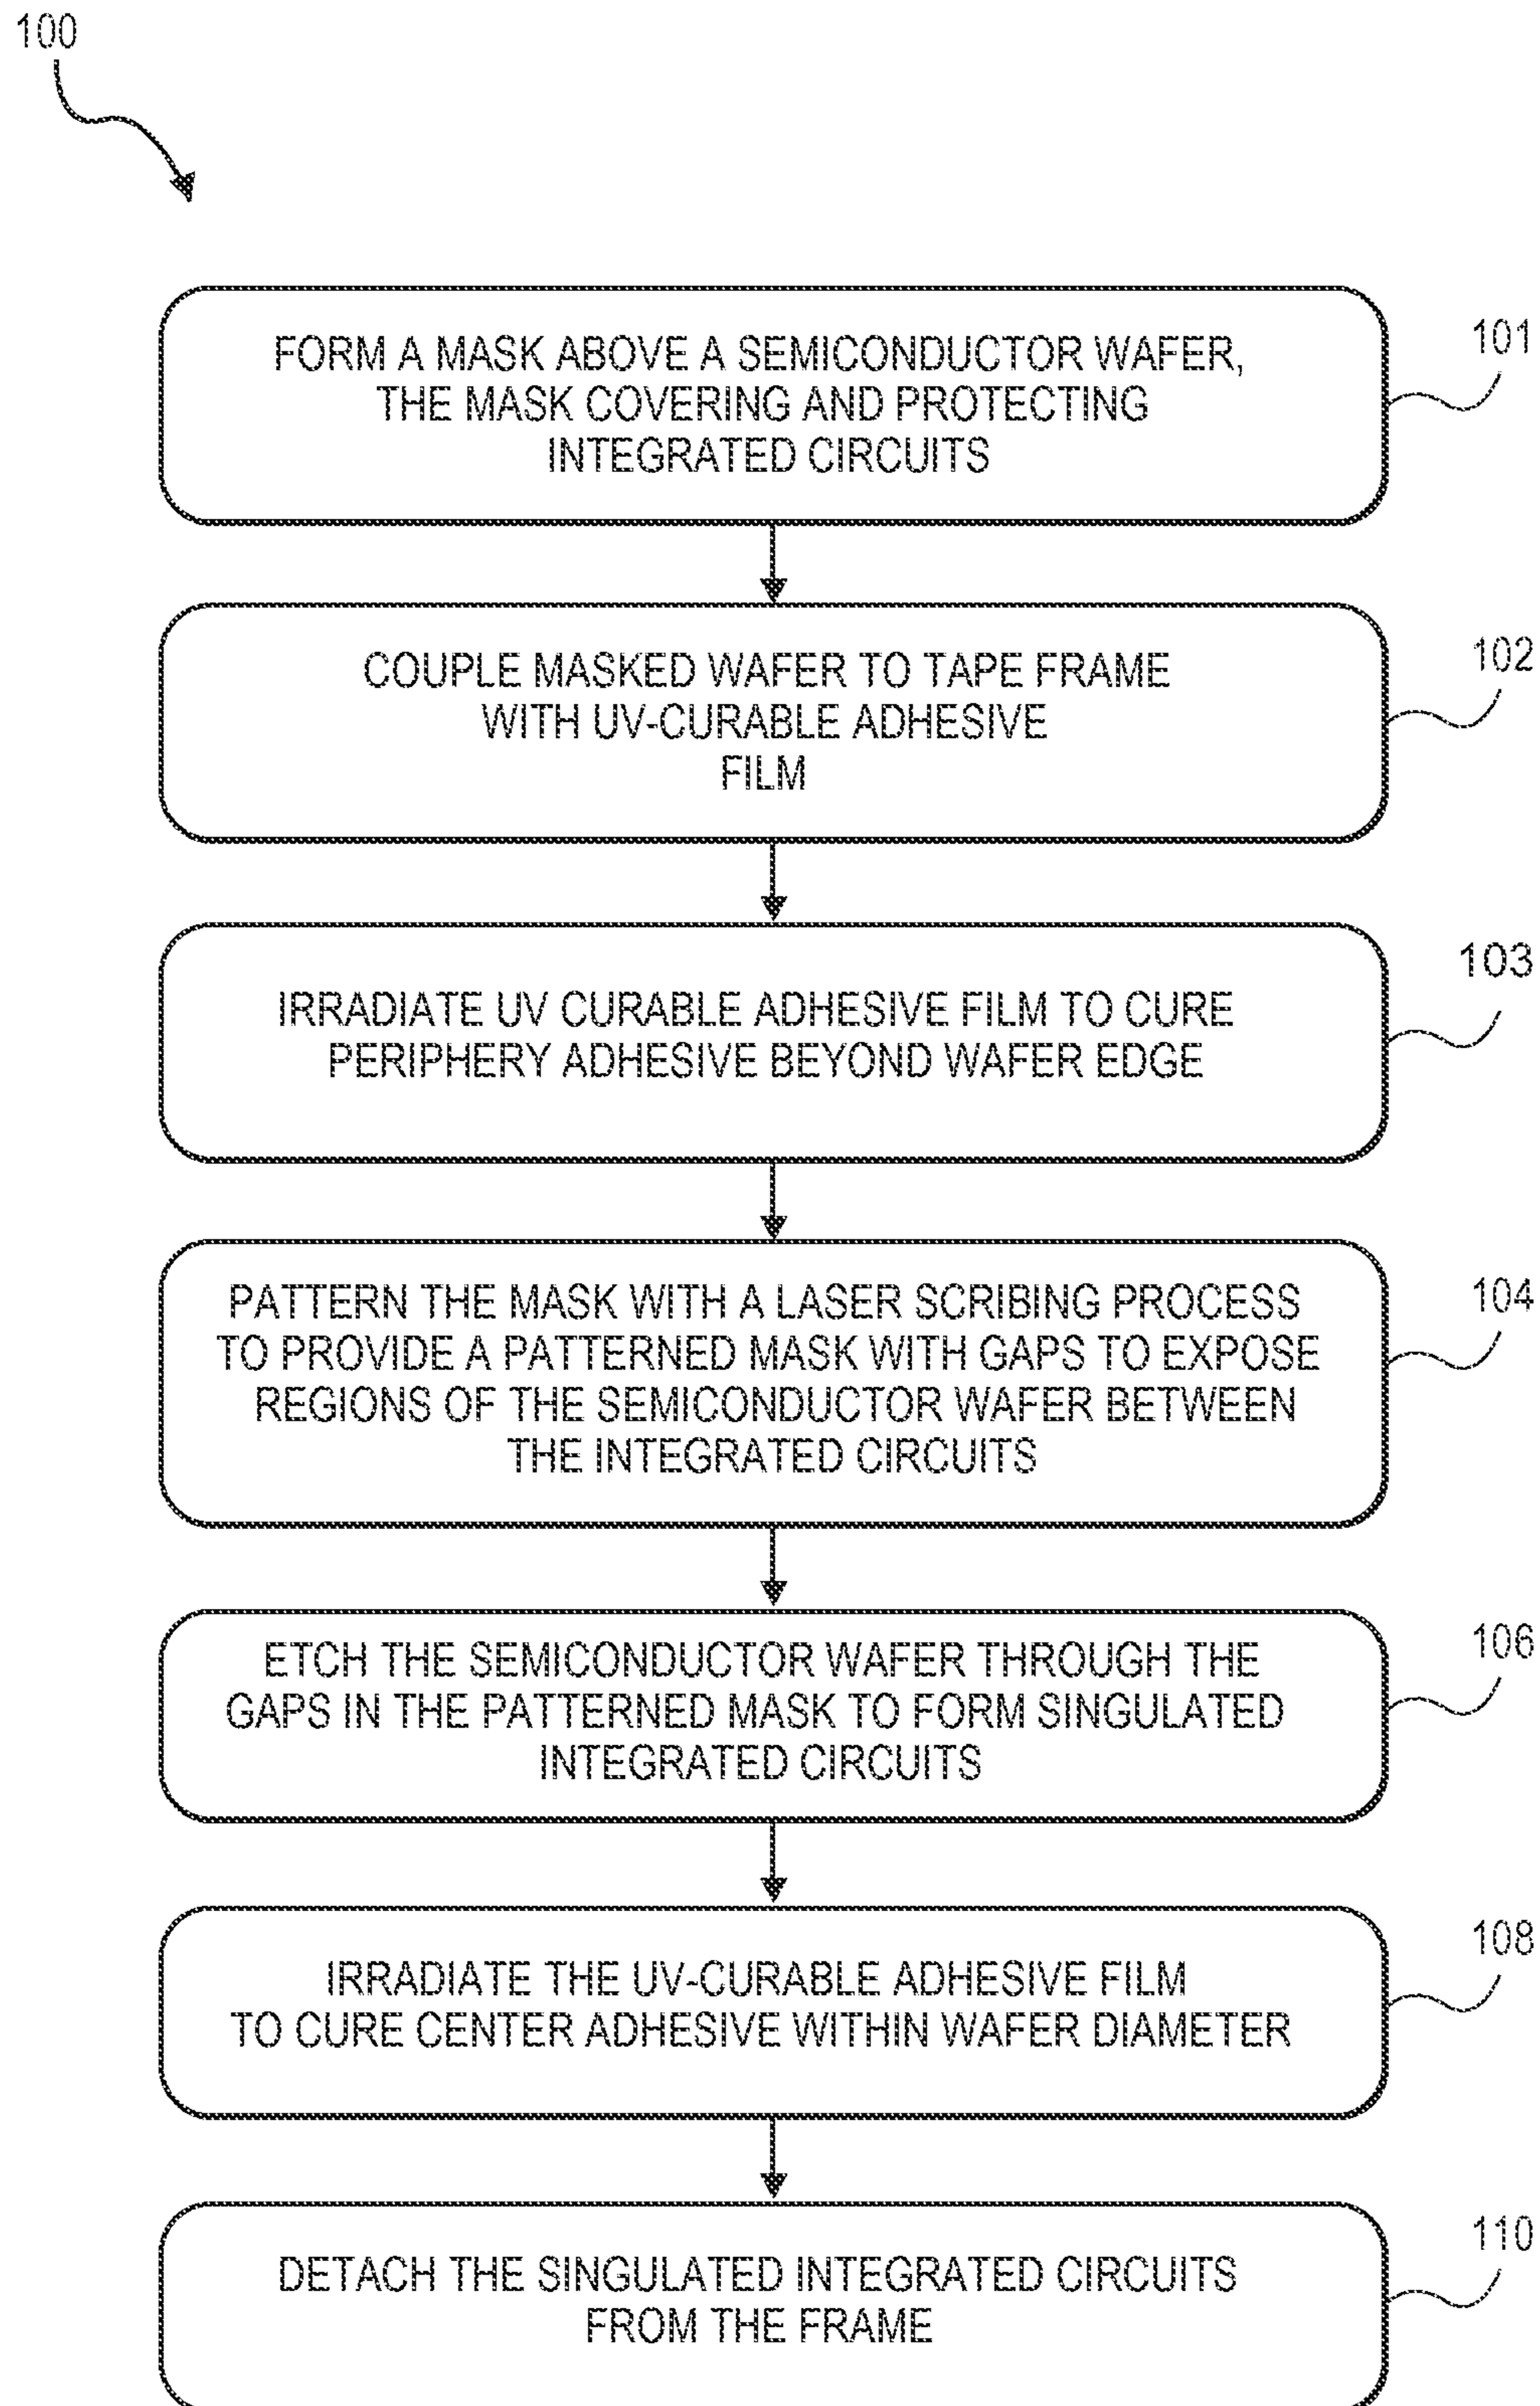 100
FORM A MASK ABOVE A SEMICONDUCTOR WAFER,
THE MASK COVERING AND PROTECTING
INTEGRATED CIRCUITS
101
COUPLE MASKED WAFER TO TAPE FRAME
WITH UV-CURABLE ADHESIVE
FILM
102
IRRADIATE UV CURABLE ADHESIVE FILM TO CURE
PERIPHERY ADHESIVE BEYOND WAFER EDGE
103
PATTERN THE MASK WITH A LASER SCRIBING PROCESS
TO PROVIDE A PATTERNED MASK WITH GAPS TO EXPOSE
REGIONS OF THE SEMICONDUCTOR WAFER BETWEEN
THE INTEGRATED CIRCUITS
104
ETCH THE SEMICONDUCTOR WAFER THROUGH THE
GAPS IN THE PATTERNED MASK TO FORM SINGULATED
INTEGRATED CIRCUITS
106
IRRADIATE THE UV-CURABLE ADHESIVE FILM
TO CURE CENTER ADHESIVE WITHIN WAFER DIAMETER
108
DETACH THE SINGULATED INTEGRATED CIRCUITS
FROM THE FRAME
110